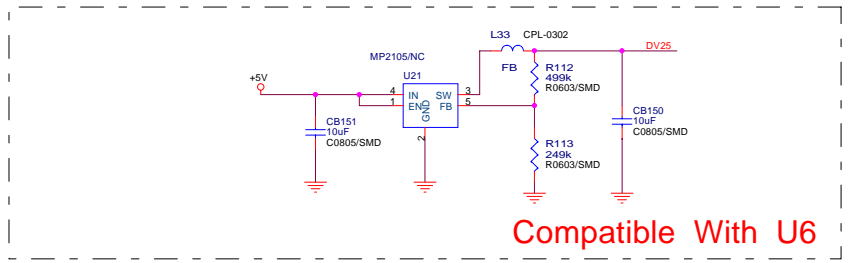 L33 CPL-0302
DV25
MP2105/NC
FB
R112
499k
R0603/SMD
+5V
U21
4 IN SW 3
1 EN FB 5
GND
2
CB151
10uF
C0805/SMD
CB150
10uF
C0805/SMD
R113
249k
R0603/SMD
Compatible With U6